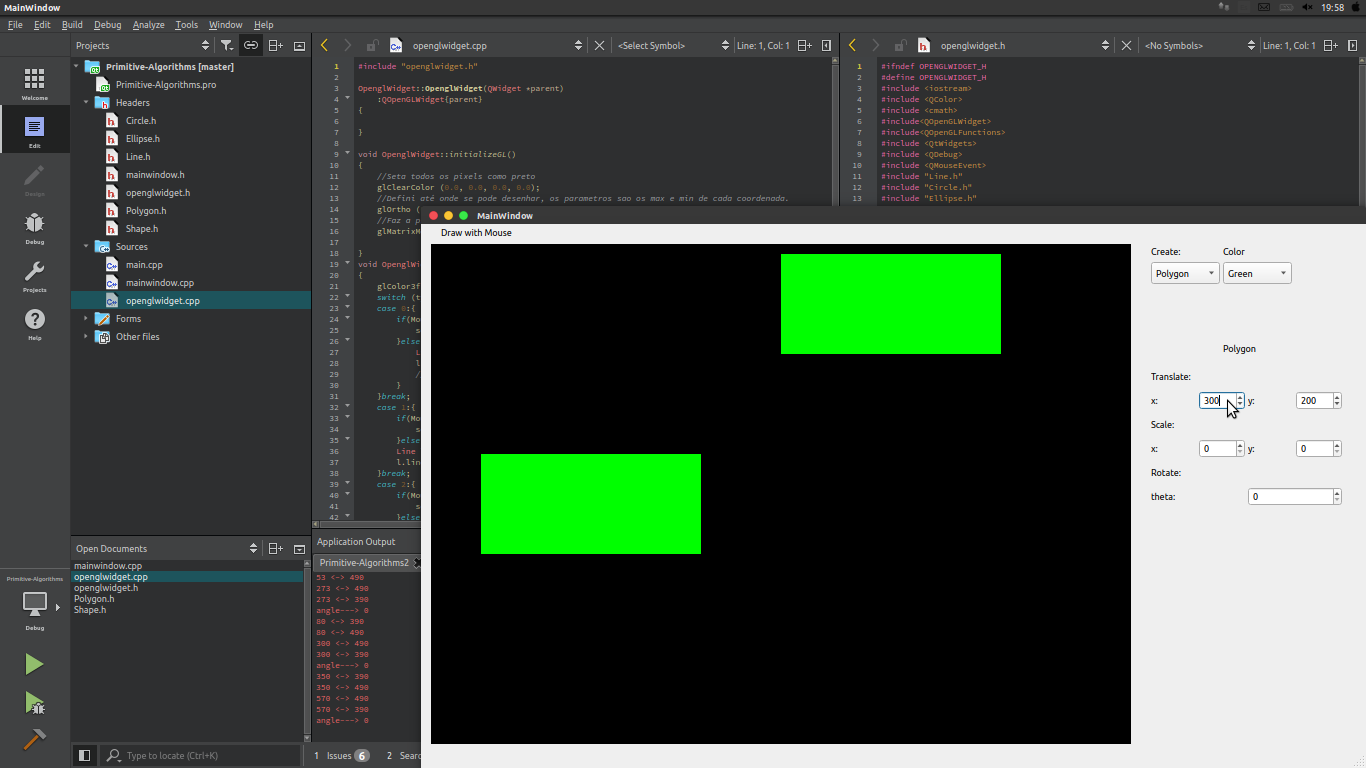 MainWindow
19:58
File Edit Build Debug Analyze Tools Window Help
Projects
openglwidget.cpp
<Select Symbol>
Line: 1, Col: 1
openglwidget.h
<No Symbols>
Line: 1, Col: 1
Welcome
Edit
Design
Debug
Projects
Help
Primitive-Algorithms [master]
Primitive-Algorithms.pro
Headers
Circle.h
Ellipse.h
Line.h
mainwindow.h
openglwidget.h
Polygon.h
Shape.h
Sources
main.cpp
mainwindow.cpp
openglwidget.cpp
Forms
Other files
1 #include "openglwidget.h"
2
3 OpenglWidget::OpenglWidget(QWidget *parent)
4 :QOpenGLWidget{parent}
5 {
6
7 }
8
9 void OpenglWidget::initializeGL()
10 {
11 //Seta todos os pixels como preto
12 glClearColor (0.0, 0.0, 0.0, 0.0);
13 //Defini até onde se pode desenhar, os parametros sao os max e min de cada coordenada.
14 glOrtho (
15 //Faz a p
16 glMatrixM
17
18 }
19 void OpenglWi
20 {
21 glColor3f
22 switch (t
23 case 0:{
24 if(Mo
25 s
26 }else
27 L
28 l
29 /
30 }
31 }break;
32 case 1:{
33 if(Mo
34 s
35 }else
36 Line
37 l.lin
38 }break;
39 case 2:{
40 if(Mo
41 s
42 }else
1 #ifndef OPENGLWIDGET_H
2 #define OPENGLWIDGET_H
3 #include <iostream>
4 #include <QColor>
5 #include <cmath>
6 #include<QOpenGLWidget>
7 #include<QOpenGLFunctions>
8 #include <QtWidgets>
9 #include <QDebug>
10 #include <QMouseEvent>
11 #include "Line.h"
12 #include "Circle.h"
13 #include "Ellipse.h"
MainWindow
Draw with Mouse
Create: Color
Polygon Green
Polygon
Translate:
x: 300 y: 200
Scale:
x: 0 y: 0
Rotate:
theta: 0
Open Documents
mainwindow.cpp
openglwidget.cpp
openglwidget.h
Polygon.h
Shape.h
Primitive-Algorithms
Debug
Application Output
Primitive-Algorithms2
53 <-> 490
273 <-> 490
273 <-> 390
angle---> 0
80 <-> 390
80 <-> 490
300 <-> 490
300 <-> 390
angle---> 0
350 <-> 390
350 <-> 490
570 <-> 490
570 <-> 390
angle---> 0
Type to locate (Ctrl+K)
1 Issues 6 2 Searc